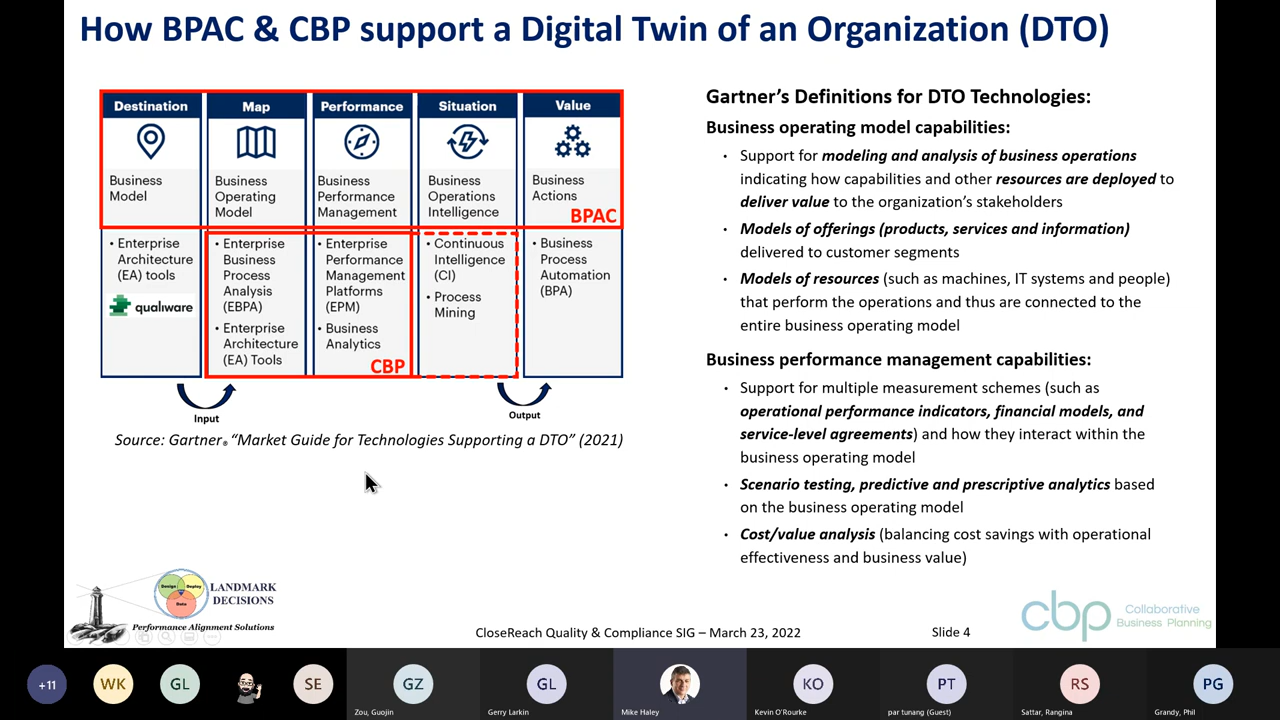 How BPAC & CBP support a Digital Twin of an Organization (DTO)
Destination
Map
Performance
Situation
Value
Business
Model
Business
Operating
Model
Business
Performance
Management
Business
Operations
Intelligence
Business
Actions
BPAC
• Enterprise
Architecture
(EA) tools
qualiware
• Enterprise
Business
Process
Analysis
(EBPA)
• Enterprise
Architecture
(EA) Tools
• Enterprise
Performance
Management
Platforms
(EPM)
• Business
Analytics
CBP
• Continuous
Intelligence
(CI)
• Process
Mining
• Business
Process
Automation
(BPA)
Input
Output
Source: Gartner® “Market Guide for Technologies Supporting a DTO” (2021)
Gartner’s Definitions for DTO Technologies:
Business operating model capabilities:
• Support for modeling and analysis of business operations
indicating how capabilities and other resources are deployed to
deliver value to the organization’s stakeholders
• Models of offerings (products, services and information)
delivered to customer segments
• Models of resources (such as machines, IT systems and people)
that perform the operations and thus are connected to the
entire business operating model
Business performance management capabilities:
• Support for multiple measurement schemes (such as
operational performance indicators, financial models, and
service-level agreements) and how they interact within the
business operating model
• Scenario testing, predictive and prescriptive analytics based
on the business operating model
• Cost/value analysis (balancing cost savings with operational
effectiveness and business value)
Design
Deploy
Data
LANDMARK
DECISIONS
Performance Alignment Solutions
CloseReach Quality & Compliance SIG – March 23, 2022
Slide 4
cbp Collaborative
Business Planning
+11
WK
GL
SE
GZ
GL
KO
PT
RS
PG
Zou, Guojin
Gerry Larkin
Mike Haley
Kevin O'Rourke
par tunang (Guest)
Sattar, Rangina
Grandy, Phil